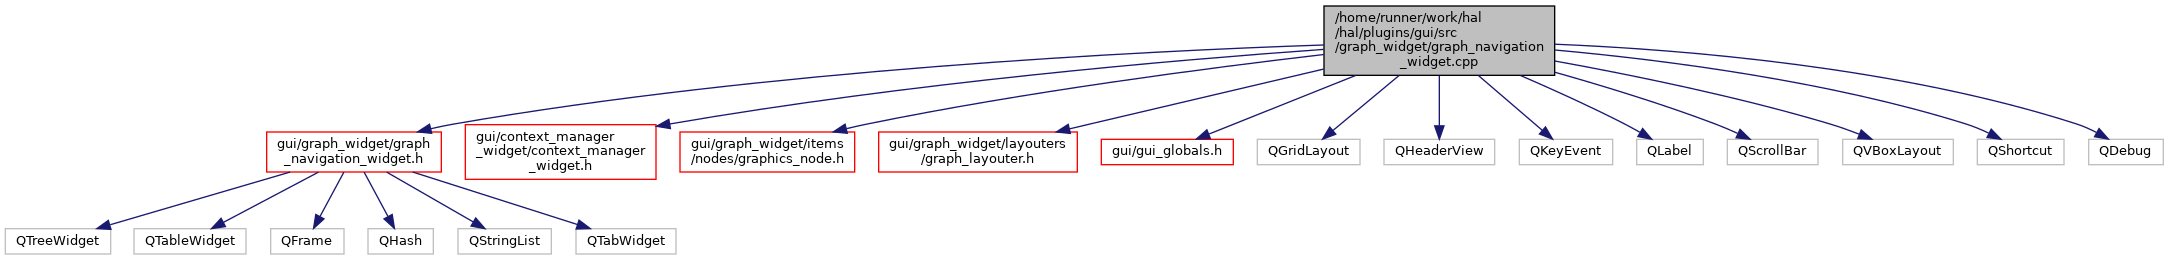 /home/runner/work/hal
/hal/plugins/gui/src
/graph_widget/graph_navigation
_widget.cpp
gui/graph_widget/graph
_navigation_widget.h
gui/context_manager
_widget/context_manager
_widget.h
gui/graph_widget/items
/nodes/graphics_node.h
gui/graph_widget/layouters
/graph_layouter.h
gui/gui_globals.h
QGridLayout
QHeaderView
QKeyEvent
QLabel
QScrollBar
QVBoxLayout
QShortcut
QDebug
QTreeWidget
QTableWidget
QFrame
QHash
QStringList
QTabWidget